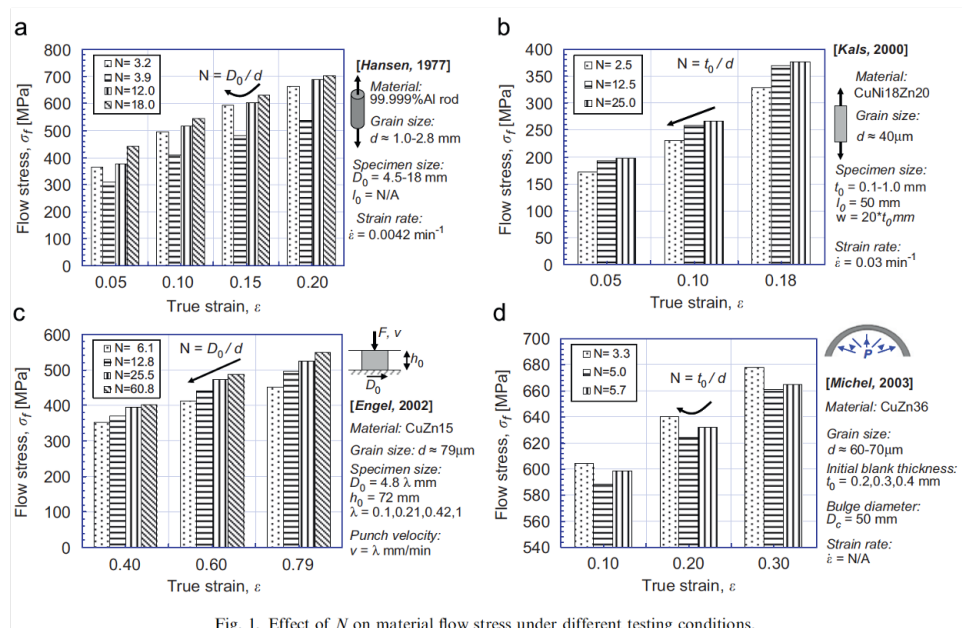 a
Flow stress, σf [MPa]
800
700
600
500
400
300
200
100
0
N= 3.2
N= 3.9
N= 12.0
N= 18.0
N = D0 / d
0.05 0.10 0.15 0.20
True strain, ε
[Hansen, 1977]
Material:
99.999%Al rod
Grain size:
d ≈ 1.0-2.8 mm
Specimen size:
D0 = 4.5-18 mm
l0 = N/A
Strain rate:
ε̇ = 0.0042 min⁻¹
b
Flow stress, σf [MPa]
400
350
300
250
200
150
100
50
0
N= 2.5
N=12.5
N=25.0
N = t0 / d
0.05 0.10 0.18
True strain, ε
[Kals, 2000]
Material:
CuNi18Zn20
Grain size:
d ≈ 40μm
Specimen size:
t0 = 0.1-1.0 mm
l0 = 50 mm
w = 20*t0mm
Strain rate:
ε̇ = 0.03 min⁻¹
c
Flow stress, σf [MPa]
600
500
400
300
200
100
0
N= 6.1
N=12.8
N=25.5
N=60.8
N = D0 / d
0.40 0.60 0.79
True strain, ε
F, v
h0
D0
[Engel, 2002]
Material: CuZn15
Grain size: d ≈ 79μm
Specimen size:
D0 = 4.8 λ mm
h0 = 72 mm
λ = 0.1,0.21,0.42,1
Punch velocity:
v = λ mm/min
d
Flow stress, σf [MPa]
700
680
660
640
620
600
580
560
540
N=3.3
N=5.0
N=5.7
N = t0 / d
0.10 0.20 0.30
True strain, ε
P
[Michel, 2003]
Material: CuZn36
Grain size:
d ≈ 60-70μm
Initial blank thickness:
t0 = 0.2,0.3,0.4 mm
Bulge diameter:
Dc = 50 mm
Strain rate:
ε̇ = N/A
Fig. 1. Effect of N on material flow stress under different testing conditions.